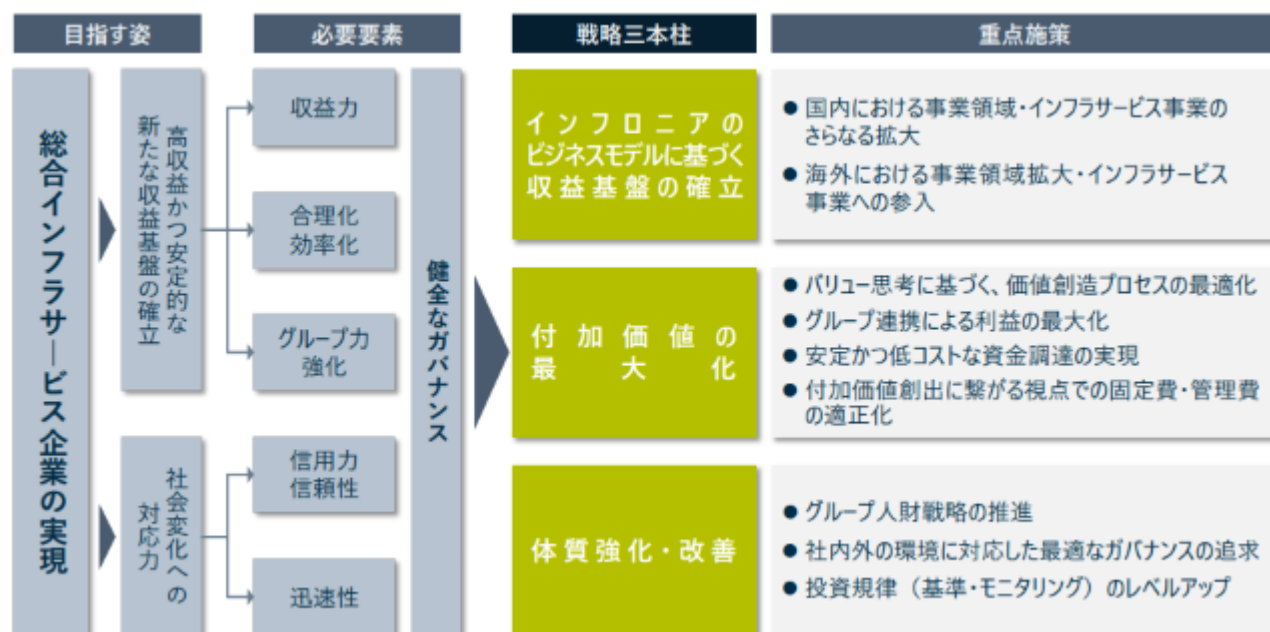 目指す姿
必要要素
戦略三本柱
重点施策
総合インフラサービス企業の実現
高収益かつ安定的な
新たな収益基盤の確立
社会変化への
対応力
収益力
合理化
効率化
グループ力
強化
信用力
信頼性
迅速性
健全なガバナンス
インフロニアの
ビジネスモデルに基づく
収益基盤の確立
● 国内における事業領域・インフラサービス事業の
さらなる拡大
● 海外における事業領域拡大・インフラサービス
事業への参入
付加価値の
最大化
● バリュー思考に基づく、価値創造プロセスの最適化
● グループ連携による利益の最大化
● 安定かつ低コストな資金調達の実現
● 付加価値創出に繋がる視点での固定費・管理費
の適正化
体質強化・改善
● グループ人財戦略の推進
● 社内外の環境に対応した最適なガバナンスの追求
● 投資規律（基準・モニタリング）のレベルアップ